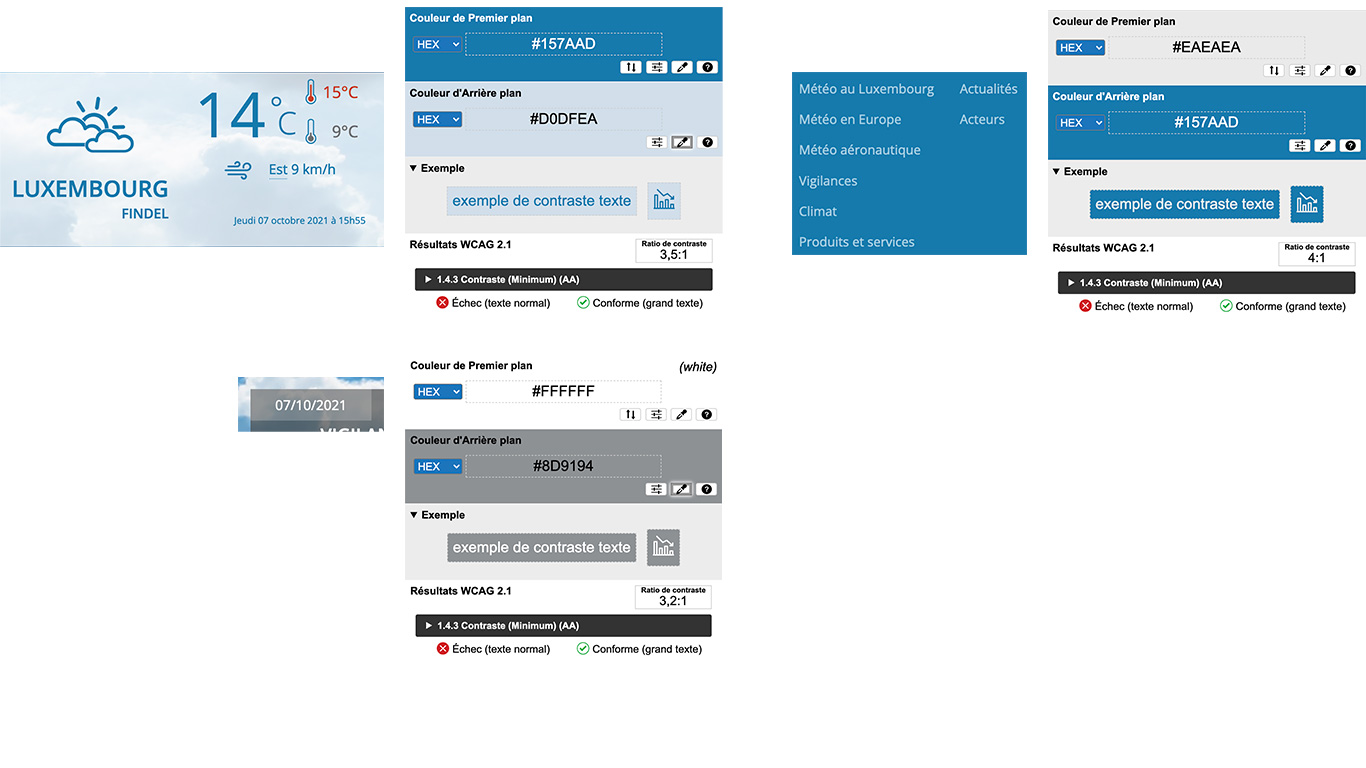 14°C
15°C
9°C
Est 9 km/h
LUXEMBOURG
FINDEL
Jeudi 07 octobre 2021 à 15h55
Couleur de Premier plan
HEX
#157AAD
Couleur d'Arrière plan
HEX
#D0DFEA
▼ Exemple
exemple de contraste texte
Résultats WCAG 2.1
Ratio de contraste
3,5:1
► 1.4.3 Contraste (Minimum) (AA)
Échec (texte normal)
Conforme (grand texte)
Météo au Luxembourg
Actualités
Météo en Europe
Acteurs
Météo aéronautique
Vigilances
Climat
Produits et services
Couleur de Premier plan
HEX
#EAEAEA
Couleur d'Arrière plan
HEX
#157AAD
▼ Exemple
exemple de contraste texte
Résultats WCAG 2.1
Ratio de contraste
4:1
► 1.4.3 Contraste (Minimum) (AA)
Échec (texte normal)
Conforme (grand texte)
07/10/2021
Couleur de Premier plan
(white)
HEX
#FFFFFF
Couleur d'Arrière plan
HEX
#8D9194
▼ Exemple
exemple de contraste texte
Résultats WCAG 2.1
Ratio de contraste
3,2:1
► 1.4.3 Contraste (Minimum) (AA)
Échec (texte normal)
Conforme (grand texte)